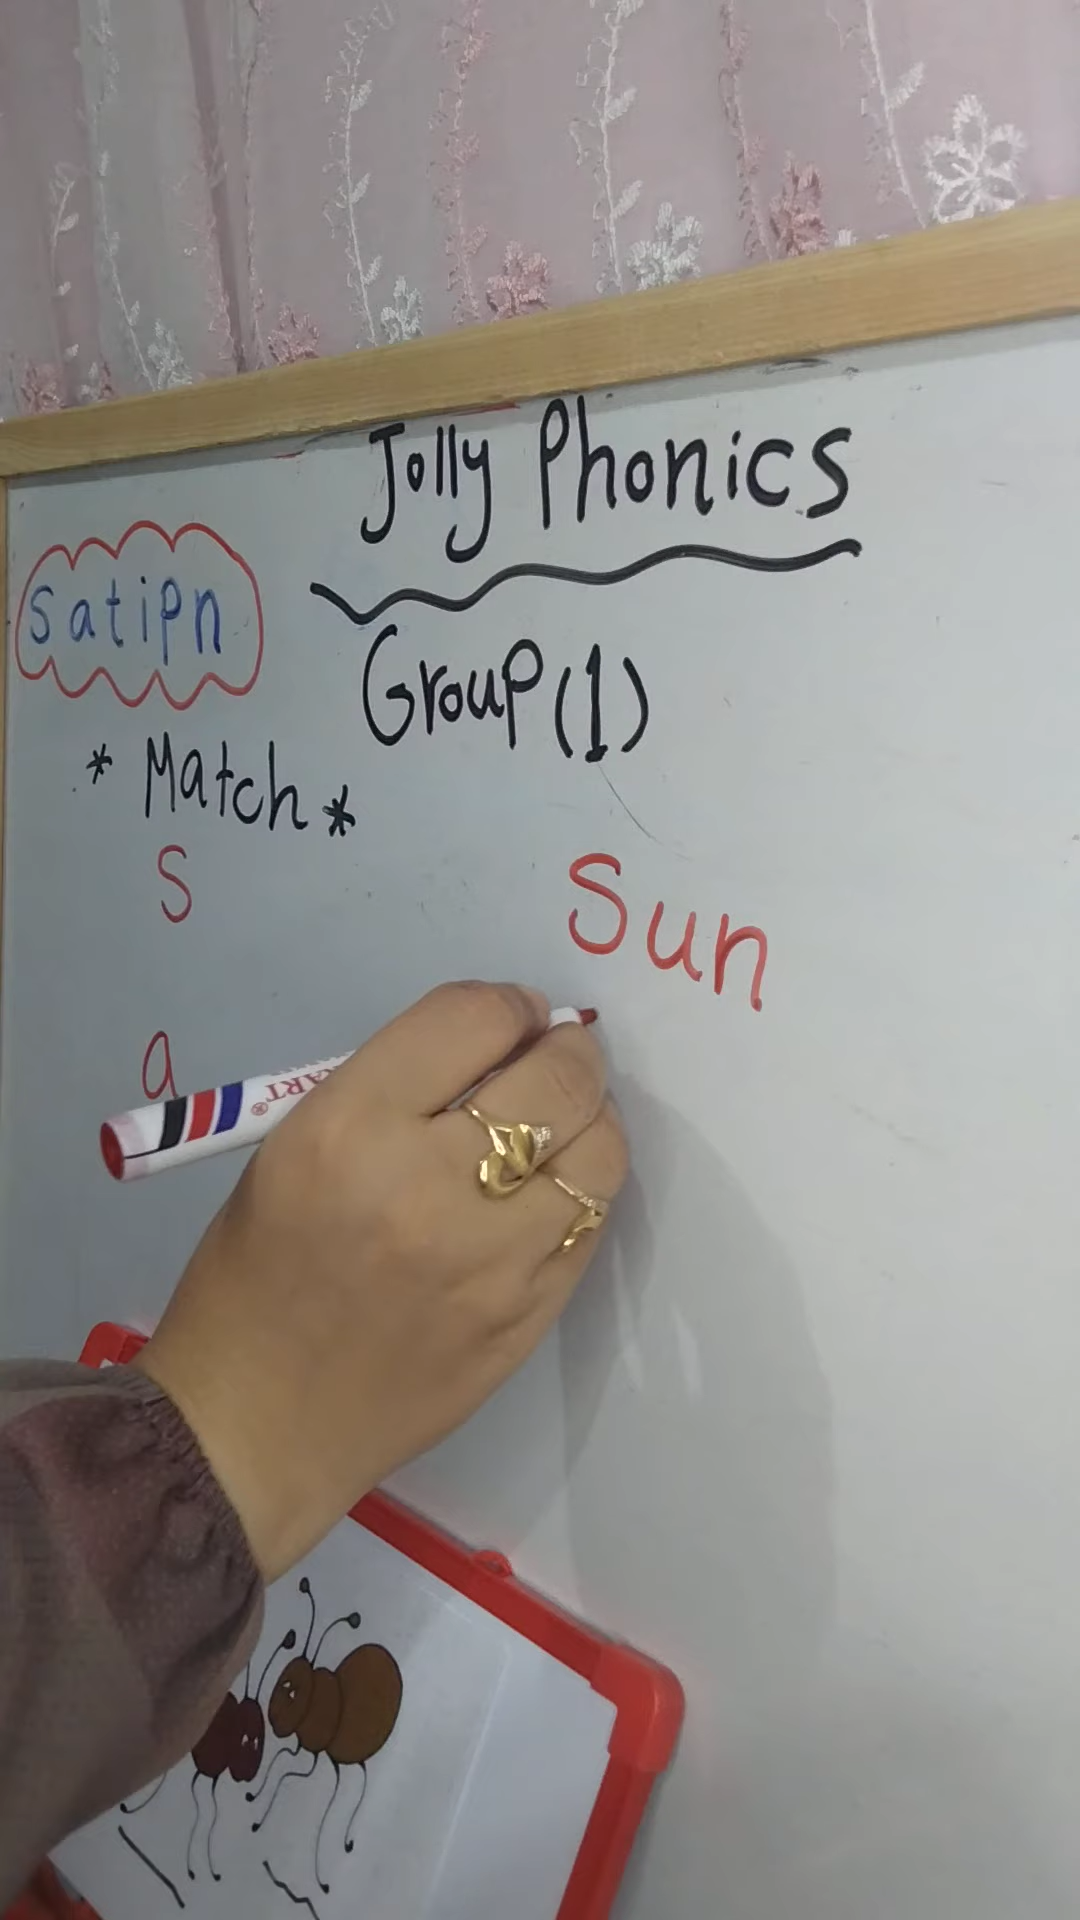 Jolly Phonics
satipn
Group (1)
* Match *
S
Sun
a